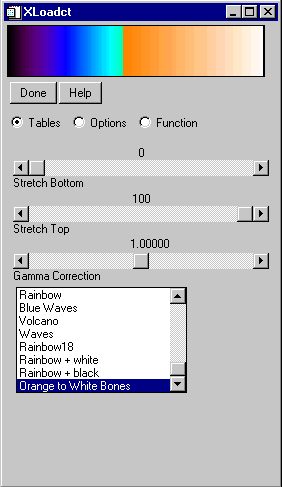 XLoadct
Done Help
Tables Options Function
0
Stretch Bottom
100
Stretch Top
1.00000
Gamma Correction
Rainbow
Blue Waves
Volcano
Waves
Rainbow18
Rainbow + white
Rainbow + black
Orange to White Bones